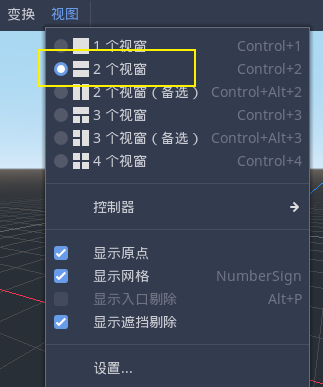 变换 视图
1 个视窗 Control+1
2 个视窗 Control+2
2 个视窗（备选） Control+Alt+2
3 个视窗 Control+3
3 个视窗（备选） Control+Alt+3
4 个视窗 Control+4
控制器
显示原点
显示网格 NumberSign
显示入口剔除 Alt+P
显示遮挡剔除
设置...